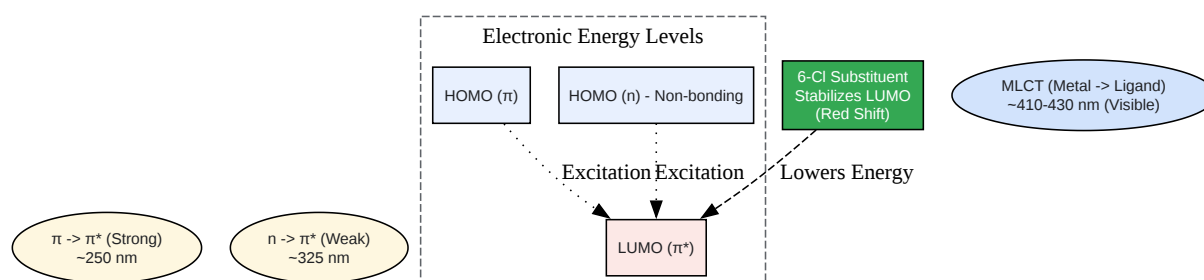 Electronic Energy Levels
HOMO (π)
HOMO (n) - Non-bonding
6-Cl Substituent
Stabilizes LUMO
(Red Shift)
MLCT (Metal -> Ligand)
~410-430 nm (Visible)
Excitation
Excitation
Lowers Energy
π -> π* (Strong)
~250 nm
n -> π* (Weak)
~325 nm
LUMO (π*)